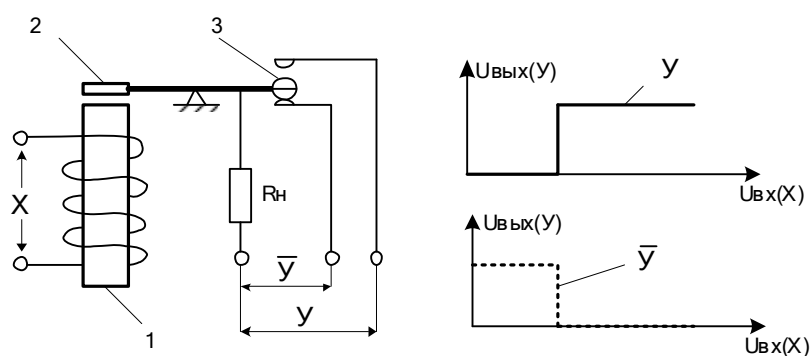 2
3
X
Rн
y̅
y
1
Uвых(У)
У
Uвх(X)
Uвых(У)
У̅
Uвх(X)